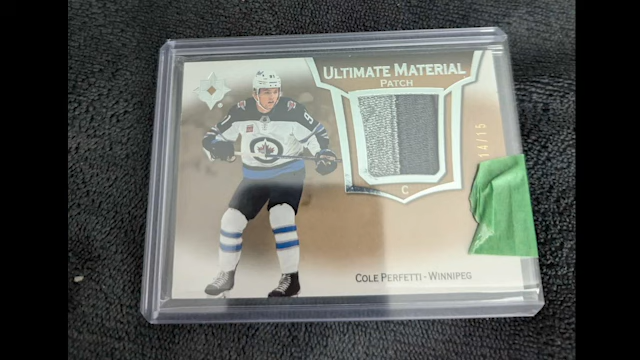 ULTIMATE MATERIAL
PATCH
14/15
C
COLE PERFETTI - WINNIPEG